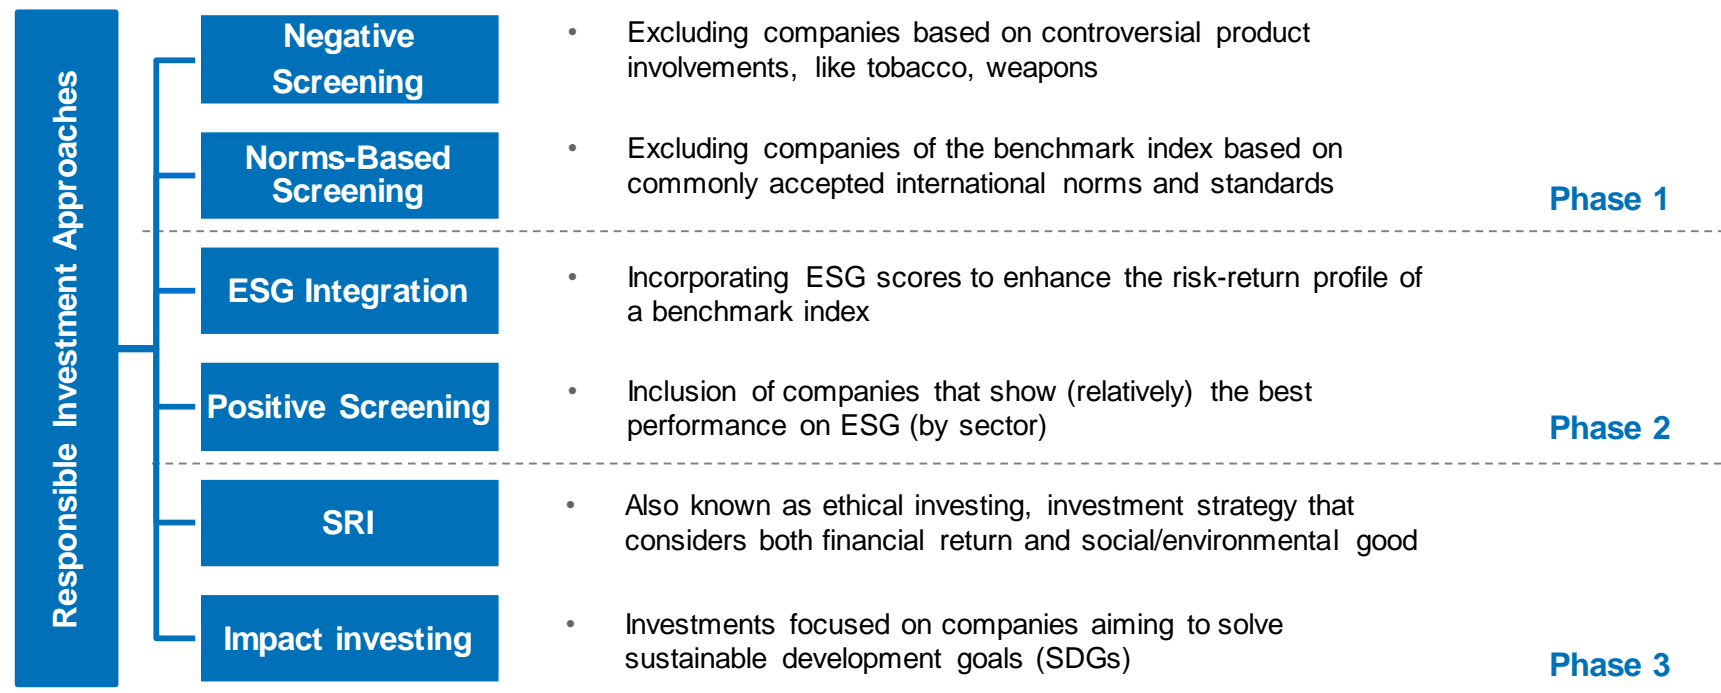 Responsible Investment Approaches
Negative
Screening
• Excluding companies based on controversial product
involvements, like tobacco, weapons
Norms-Based
Screening
• Excluding companies of the benchmark index based on
commonly accepted international norms and standards
Phase 1
ESG Integration
• Incorporating ESG scores to enhance the risk-return profile of
a benchmark index
Positive Screening
• Inclusion of companies that show (relatively) the best
performance on ESG (by sector)
Phase 2
SRI
• Also known as ethical investing, investment strategy that
considers both financial return and social/environmental good
Impact investing
• Investments focused on companies aiming to solve
sustainable development goals (SDGs)
Phase 3